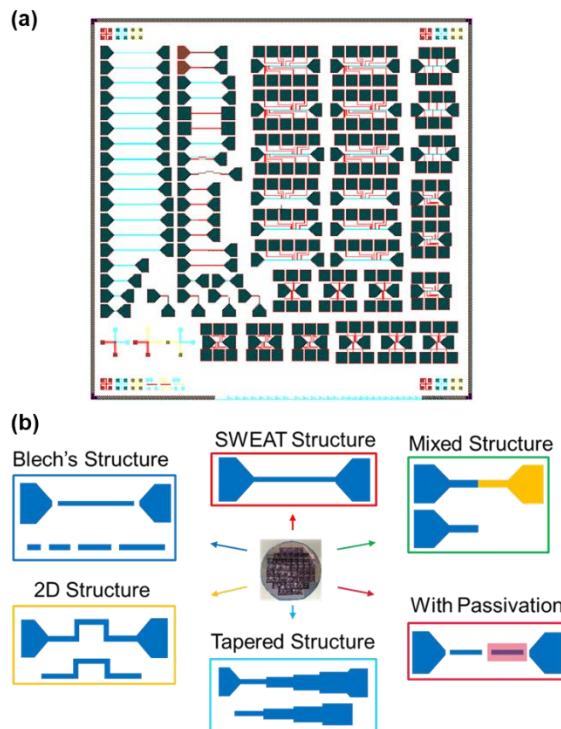 (a)
(b)
SWEAT Structure
Blech's Structure
Mixed Structure
2D Structure
With Passivation
Tapered Structure